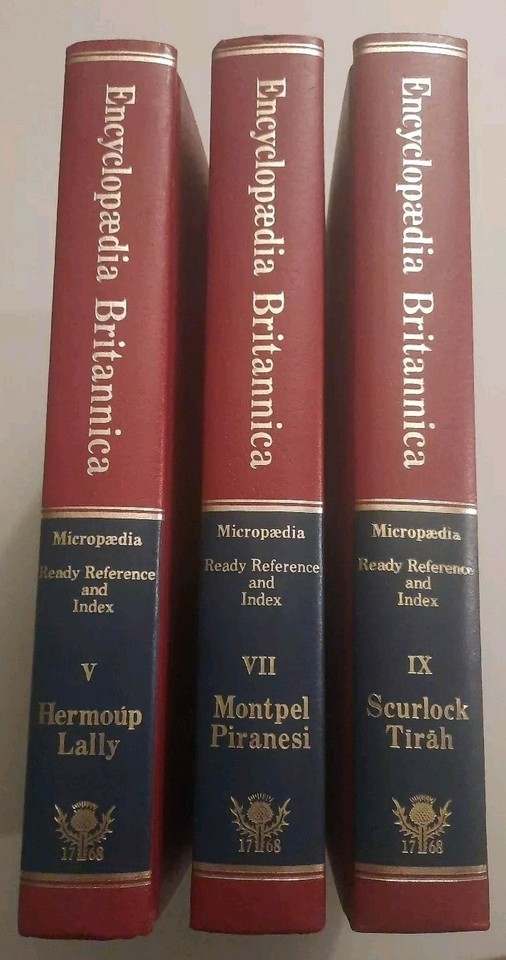 Encyclopædia Britannica
Micropædia
Ready Reference
and
Index
V
Hermoúp
Lally
1768
Encyclopædia Britannica
Micropædia
Ready Reference
and
Index
VII
Montpel
Piranesi
1768
Encyclopædia Britannica
Micropædia
Ready Reference
and
Index
IX
Scurlock
Tīrāh
1768